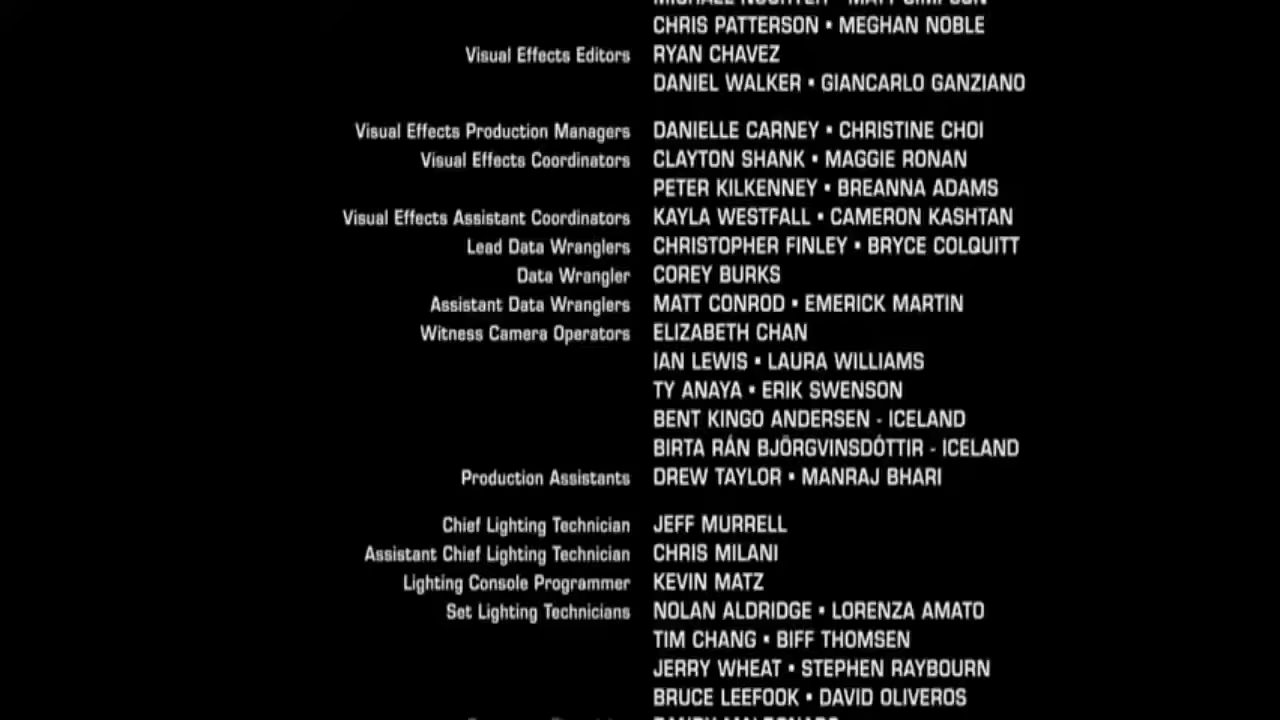 CHRIS PATTERSON ▪ MEGHAN NOBLE
Visual Effects Editors RYAN CHAVEZ
DANIEL WALKER ▪ GIANCARLO GANZIANO
Visual Effects Production Managers DANIELLE CARNEY ▪ CHRISTINE CHOI
Visual Effects Coordinators CLAYTON SHANK ▪ MAGGIE RONAN
PETER KILKENNEY ▪ BREANNA ADAMS
Visual Effects Assistant Coordinators KAYLA WESTFALL ▪ CAMERON KASHTAN
Lead Data Wranglers CHRISTOPHER FINLEY ▪ BRYCE COLQUITT
Data Wrangler COREY BURKS
Assistant Data Wranglers MATT CONROD ▪ EMERICK MARTIN
Witness Camera Operators ELIZABETH CHAN
IAN LEWIS ▪ LAURA WILLIAMS
TY ANAYA ▪ ERIK SWENSON
BENT KINGO ANDERSEN - ICELAND
BIRTA RÁN BJÖRGVINSDÓTTIR - ICELAND
Production Assistants DREW TAYLOR ▪ MANRAJ BHARI
Chief Lighting Technician JEFF MURRELL
Assistant Chief Lighting Technician CHRIS MILANI
Lighting Console Programmer KEVIN MATZ
Set Lighting Technicians NOLAN ALDRIDGE ▪ LORENZA AMATO
TIM CHANG ▪ BIFF THOMSEN
JERRY WHEAT ▪ STEPHEN RAYBOURN
BRUCE LEEFOOK ▪ DAVID OLIVEROS